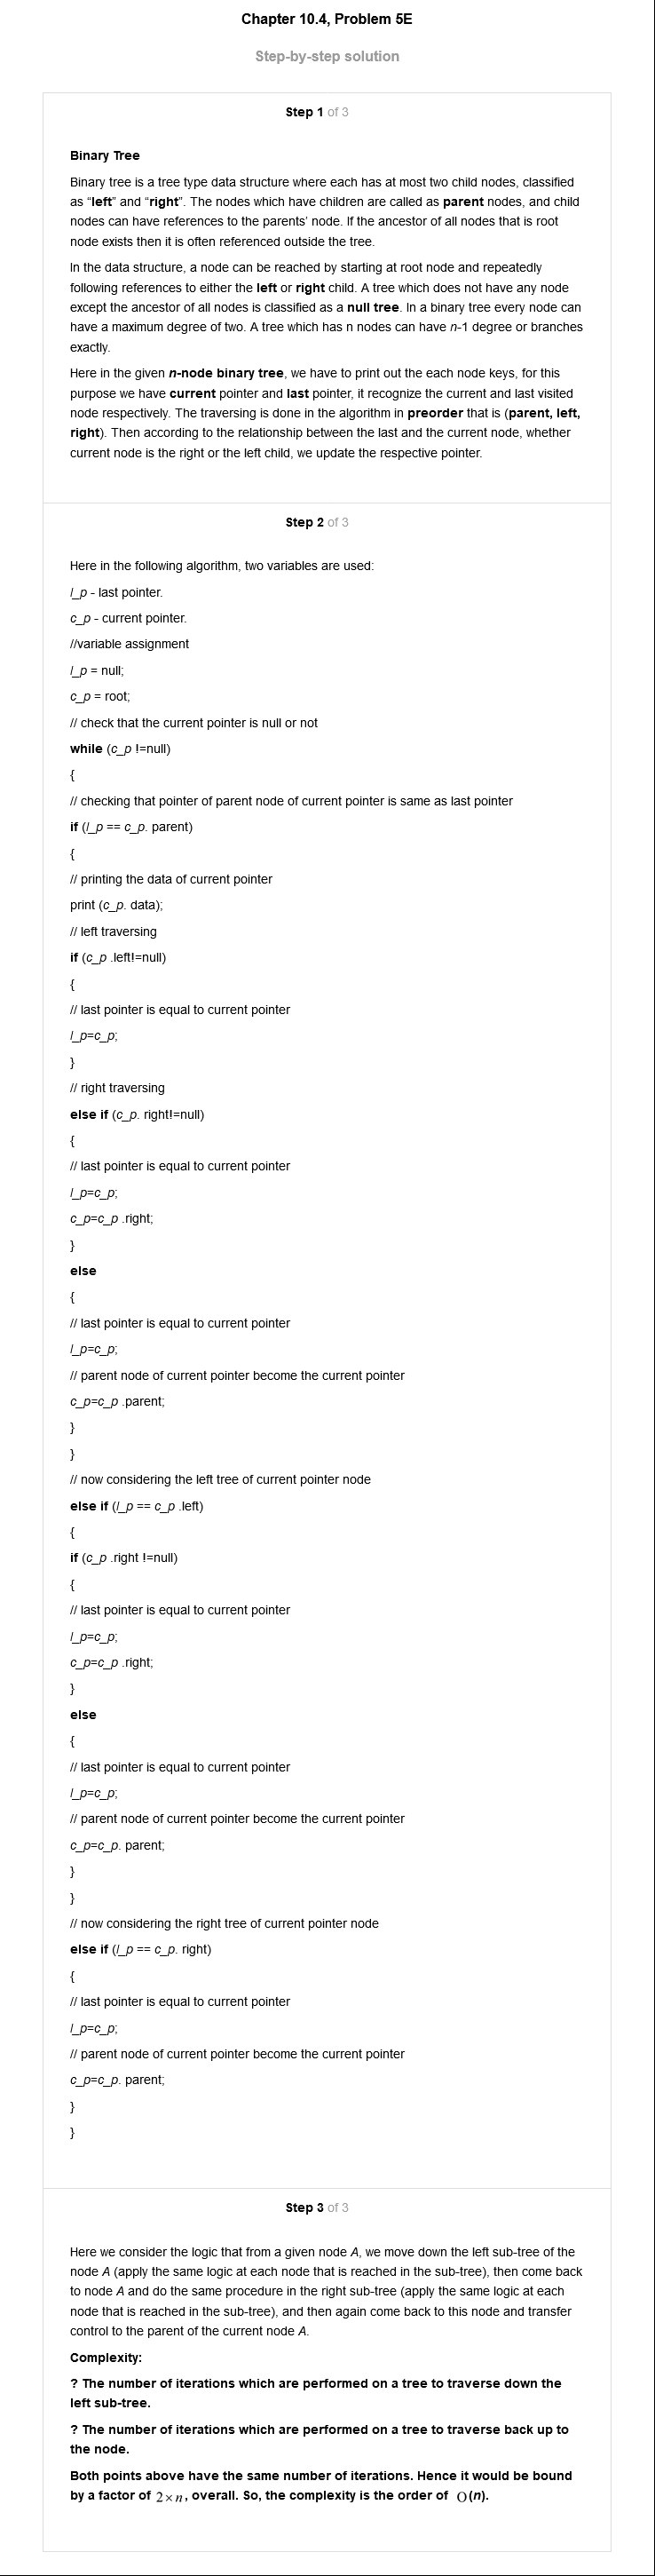 Chapter 10.4, Problem 5E
Step-by-step solution
Step 1 of 3
Binary Tree
Binary tree is a tree type data structure where each has at most two child nodes, classified
as “left” and “right”. The nodes which have children are called as parent nodes, and child
nodes can have references to the parents’ node. If the ancestor of all nodes that is root
node exists then it is often referenced outside the tree.
In the data structure, a node can be reached by starting at root node and repeatedly
following references to either the left or right child. A tree which does not have any node
except the ancestor of all nodes is classified as a null tree. In a binary tree every node can
have a maximum degree of two. A tree which has n nodes can have n-1 degree or branches
exactly.
Here in the given n-node binary tree, we have to print out the each node keys, for this
purpose we have current pointer and last pointer, it recognize the current and last visited
node respectively. The traversing is done in the algorithm in preorder that is (parent, left,
right). Then according to the relationship between the last and the current node, whether
current node is the right or the left child, we update the respective pointer.
Step 2 of 3
Here in the following algorithm, two variables are used:
l_p - last pointer.
c_p - current pointer.
//variable assignment
l_p = null;
c_p = root;
// check that the current pointer is null or not
while (c_p !=null)
{
// checking that pointer of parent node of current pointer is same as last pointer
if (l_p == c_p. parent)
{
// printing the data of current pointer
print (c_p. data);
// left traversing
if (c_p .left!=null)
{
// last pointer is equal to current pointer
l_p=c_p;
}
// right traversing
else if (c_p. right!=null)
{
// last pointer is equal to current pointer
l_p=c_p;
c_p=c_p .right;
}
else
{
// last pointer is equal to current pointer
l_p=c_p;
// parent node of current pointer become the current pointer
c_p=c_p .parent;
}
}
// now considering the left tree of current pointer node
else if (l_p == c_p .left)
{
if (c_p .right !=null)
{
// last pointer is equal to current pointer
l_p=c_p;
c_p=c_p .right;
}
else
{
// last pointer is equal to current pointer
l_p=c_p;
// parent node of current pointer become the current pointer
c_p=c_p. parent;
}
}
// now considering the right tree of current pointer node
else if (l_p == c_p. right)
{
// last pointer is equal to current pointer
l_p=c_p;
// parent node of current pointer become the current pointer
c_p=c_p. parent;
}
}
Step 3 of 3
Here we consider the logic that from a given node A, we move down the left sub-tree of the
node A (apply the same logic at each node that is reached in the sub-tree), then come back
to node A and do the same procedure in the right sub-tree (apply the same logic at each
node that is reached in the sub-tree), and then again come back to this node and transfer
control to the parent of the current node A.
Complexity:
? The number of iterations which are performed on a tree to traverse down the
left sub-tree.
? The number of iterations which are performed on a tree to traverse back up to
the node.
Both points above have the same number of iterations. Hence it would be bound
by a factor of 2×n, overall. So, the complexity is the order of O(n).